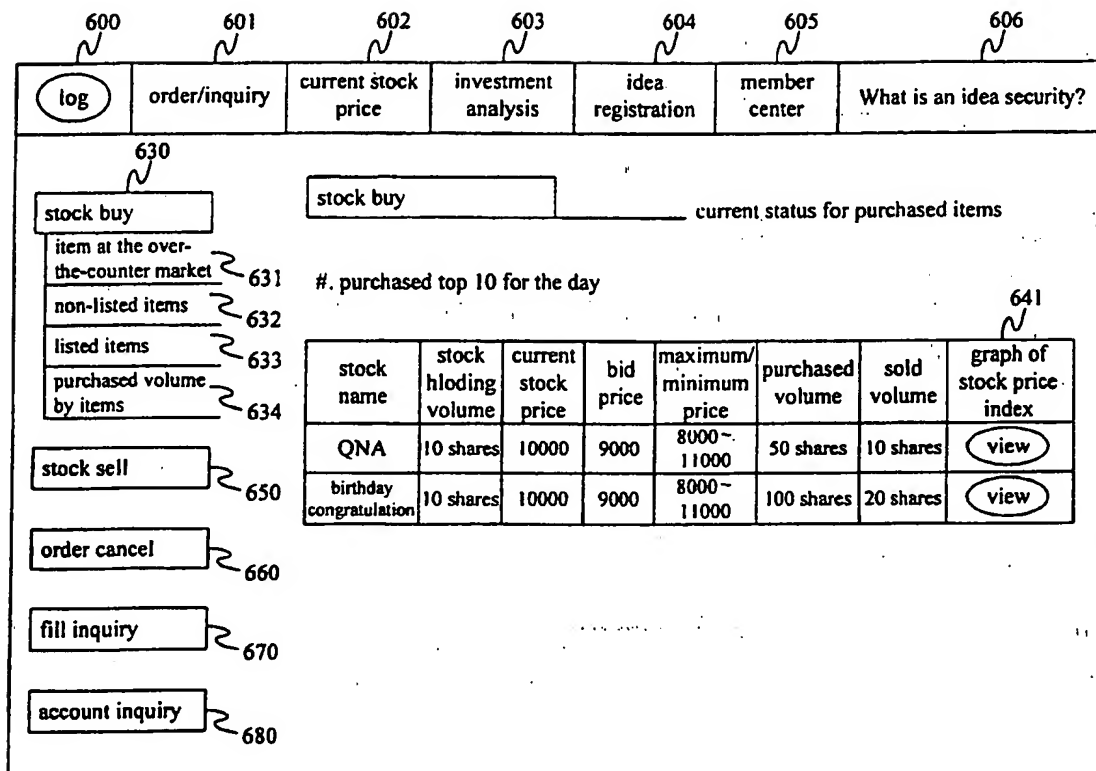 600 601 602 603 604 605 606
log order/inquiry current stock price investment analysis idea registration member center What is an idea security?
630
stock buy
item at the over-
the-counter market
631
non-listed items
632
listed items
633
purchased volume
by items
634
stock sell
650
order cancel
660
fill inquiry
670
account inquiry
680
stock buy
current status for purchased items
#. purchased top 10 for the day
641
stock name stock hloding volume current stock price bid price maximum/ minimum price purchased volume sold volume graph of stock price index
QNA 10 shares 10000 9000 8000~ 11000 50 shares 10 shares view
birthday congratulation 10 shares 10000 9000 8000~ 11000 100 shares 20 shares view